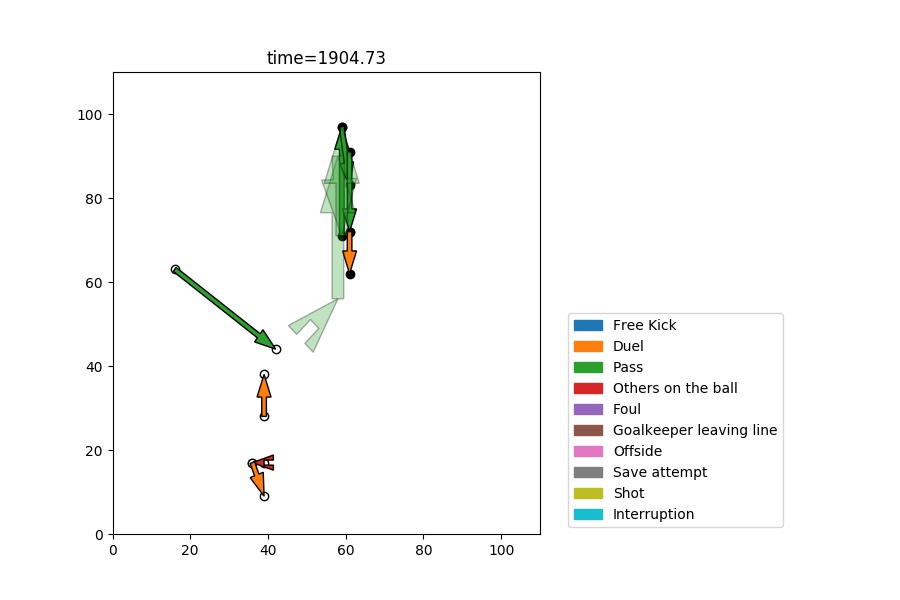 time=1904.73
100
80
60
40
20
0
0 20 40 60 80 100
Free Kick
Duel
Pass
Others on the ball
Foul
Goalkeeper leaving line
Offside
Save attempt
Shot
Interruption